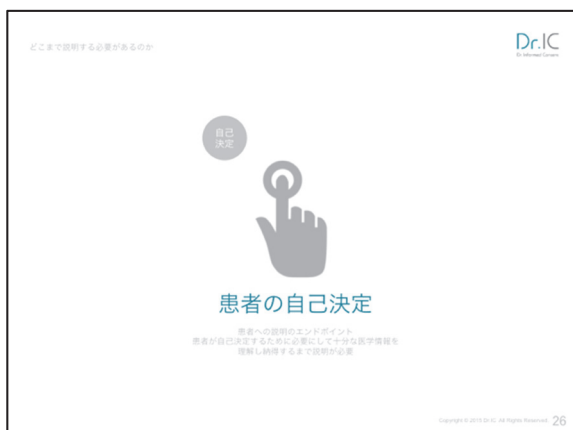 どこまで説明する必要があるのか
Dr.IC
Dr. Informed Consent
自己
決定
患者の自己決定
患者への説明のエンドポイント
患者が自己決定するために必要にして十分な医学情報を
理解し納得するまで説明が必要
Copyright © 2015 Dr.IC. All Rights Reserved. 26